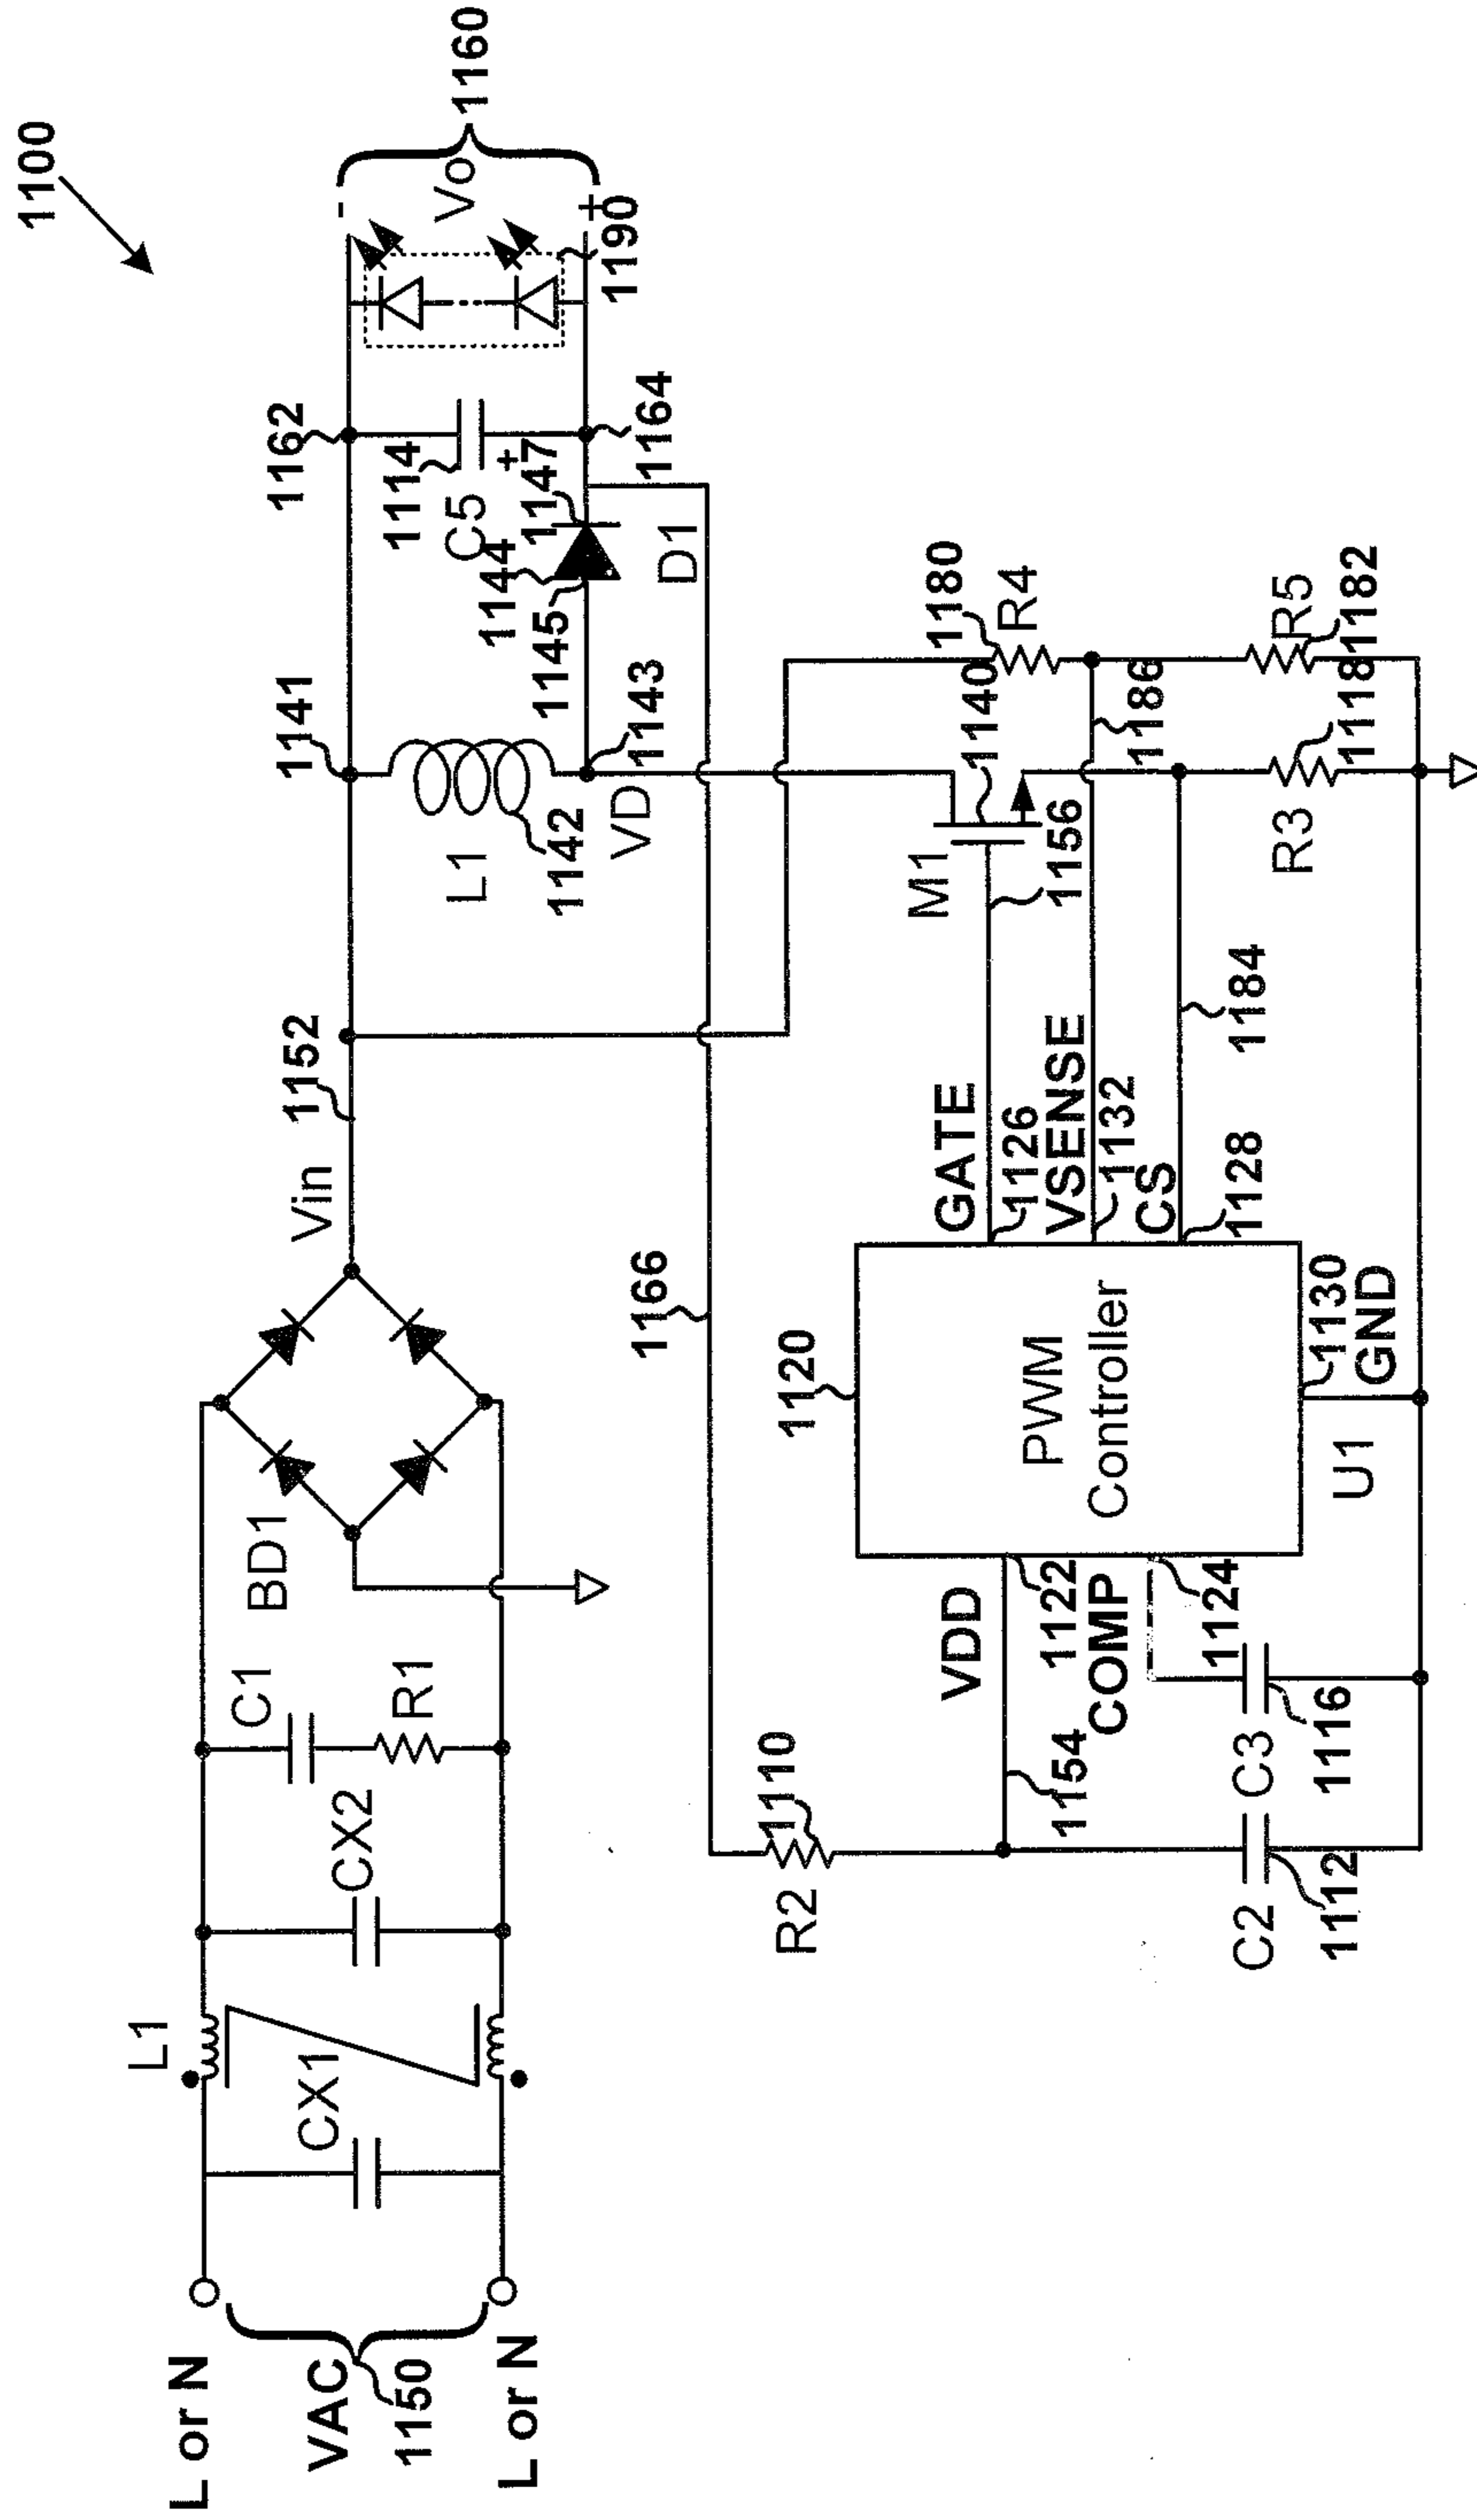 1100
L or N
VAC
1150
L or N
L1
CX1
CX2
C1
R1
BD1
Vin
1152
1141
L1
1142
VD
1143
1145
1144
1147
D1
1162
1114
C5
+
1164
-
Vo
+
1160
1190
1166
R2
1110
1154
VDD
1122
COMP
1124
C3
1116
C2
1112
1120
PWM
Controller
U1
1130
GND
GATE
1126
VSENSE
1132
CS
1128
1184
M1
1156
1140
1186
1180
R4
R3
1118
R5
1182